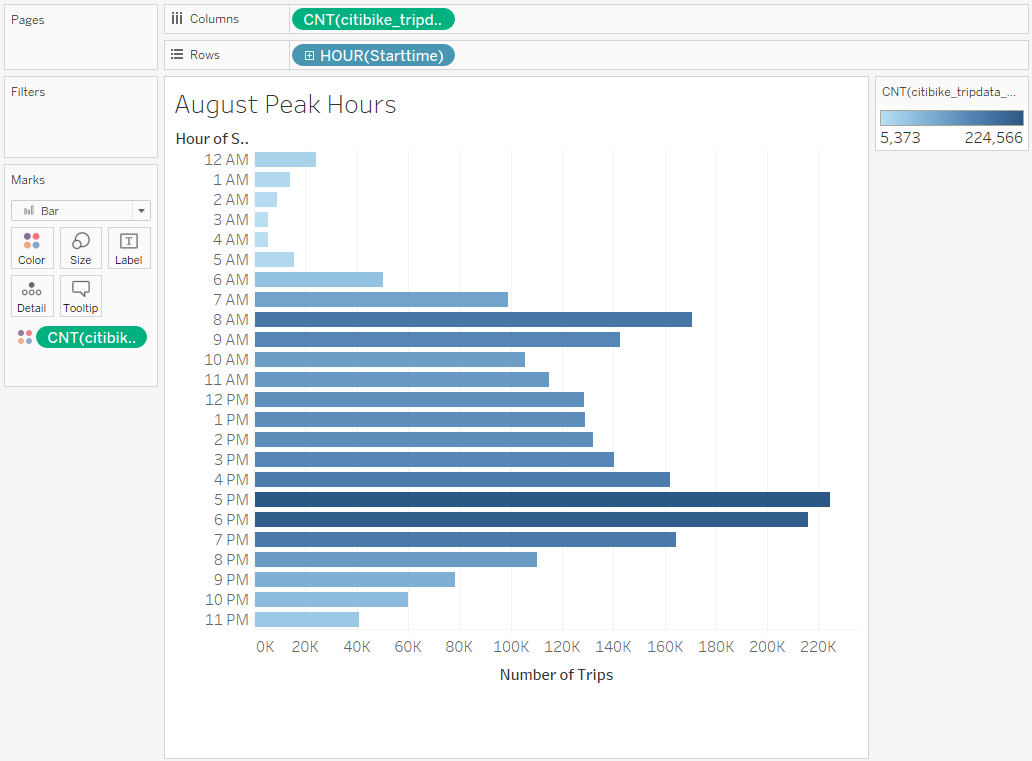 Pages
Columns
CNT(citibike_tripd..
Rows
HOUR(Starttime)
Filters
Marks
Bar
Color
Size
Label
Detail
Tooltip
CNT(citibik..
August Peak Hours
Hour of S..
12 AM
1 AM
2 AM
3 AM
4 AM
5 AM
6 AM
7 AM
8 AM
9 AM
10 AM
11 AM
12 PM
1 PM
2 PM
3 PM
4 PM
5 PM
6 PM
7 PM
8 PM
9 PM
10 PM
11 PM
0K 20K 40K 60K 80K 100K 120K 140K 160K 180K 200K 220K
Number of Trips
CNT(citibike_tripdata_...
5,373 224,566